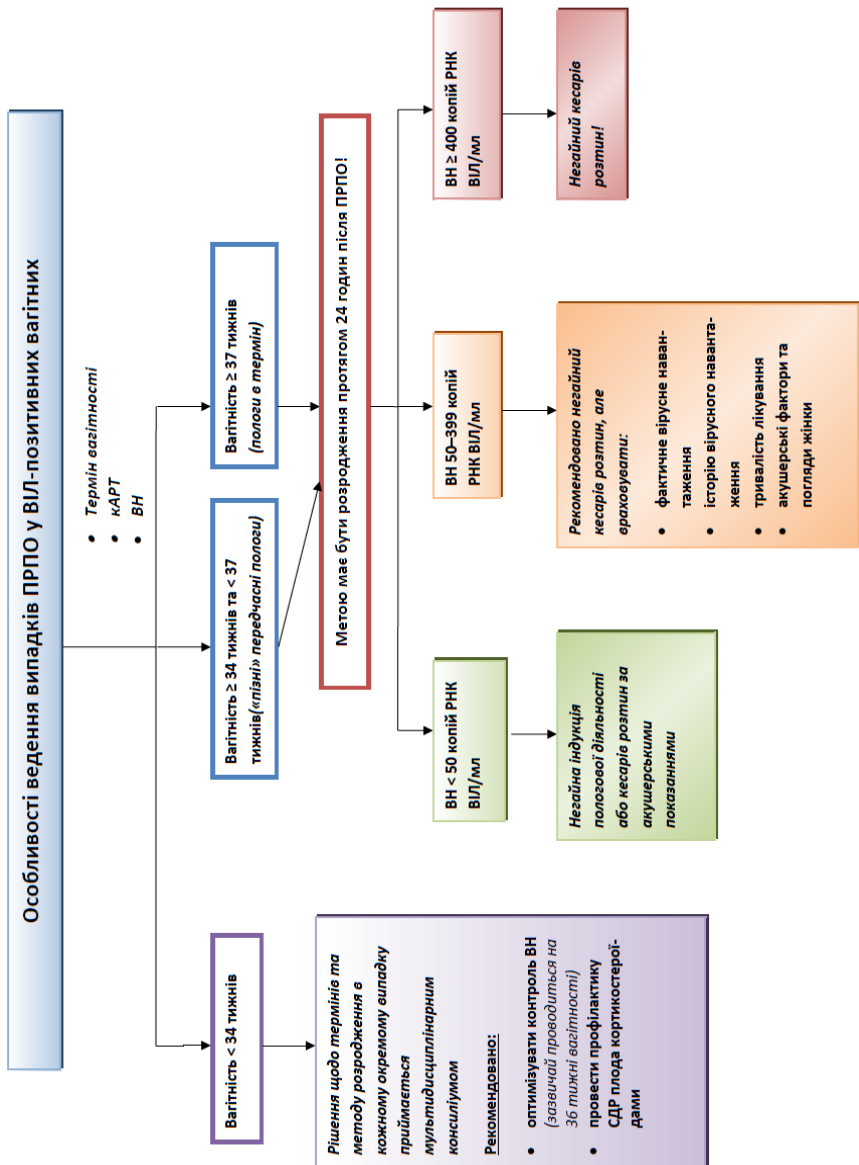 Особливості ведення випадків ПРПО у ВІЛ-позитивних вагітних
• Термін вагітності
• кАРТ
• ВН
Вагітність < 34 тижнів
Вагітність ≥ 34 тижнів та < 37
тижнів(«пізні» передчасні пологи)
Вагітність ≥ 37 тижнів
(пологи в термін)
Рішення щодо термінів та
методу розродження в
кожному окремому випадку
приймається
мультидисциплінарним
консиліумом
Рекомендовано:
• оптимізувати контроль ВН
(зазвичай проводиться на
36 тижні вагітності)
• провести профілактику
СДР плода кортикостерої-
дами
Метою має бути розродження протягом 24 годин після ПРПО!
ВН < 50 копій РНК
ВІЛ/мл
ВН 50–399 копій
РНК ВІЛ/мл
ВН ≥ 400 копій РНК
ВІЛ/мл
Негайна індукція
пологової діяльності
або кесарів розтин за
акушерськими
показаннями
Рекомендовано негайний
кесарів розтин, але
враховувати:
• фактичне вірусне наван-
таження
• історію вірусного наванта-
ження
• тривалість лікування
• акушерські фактори та
погляди жінки
Негайний кесарів
розтин!